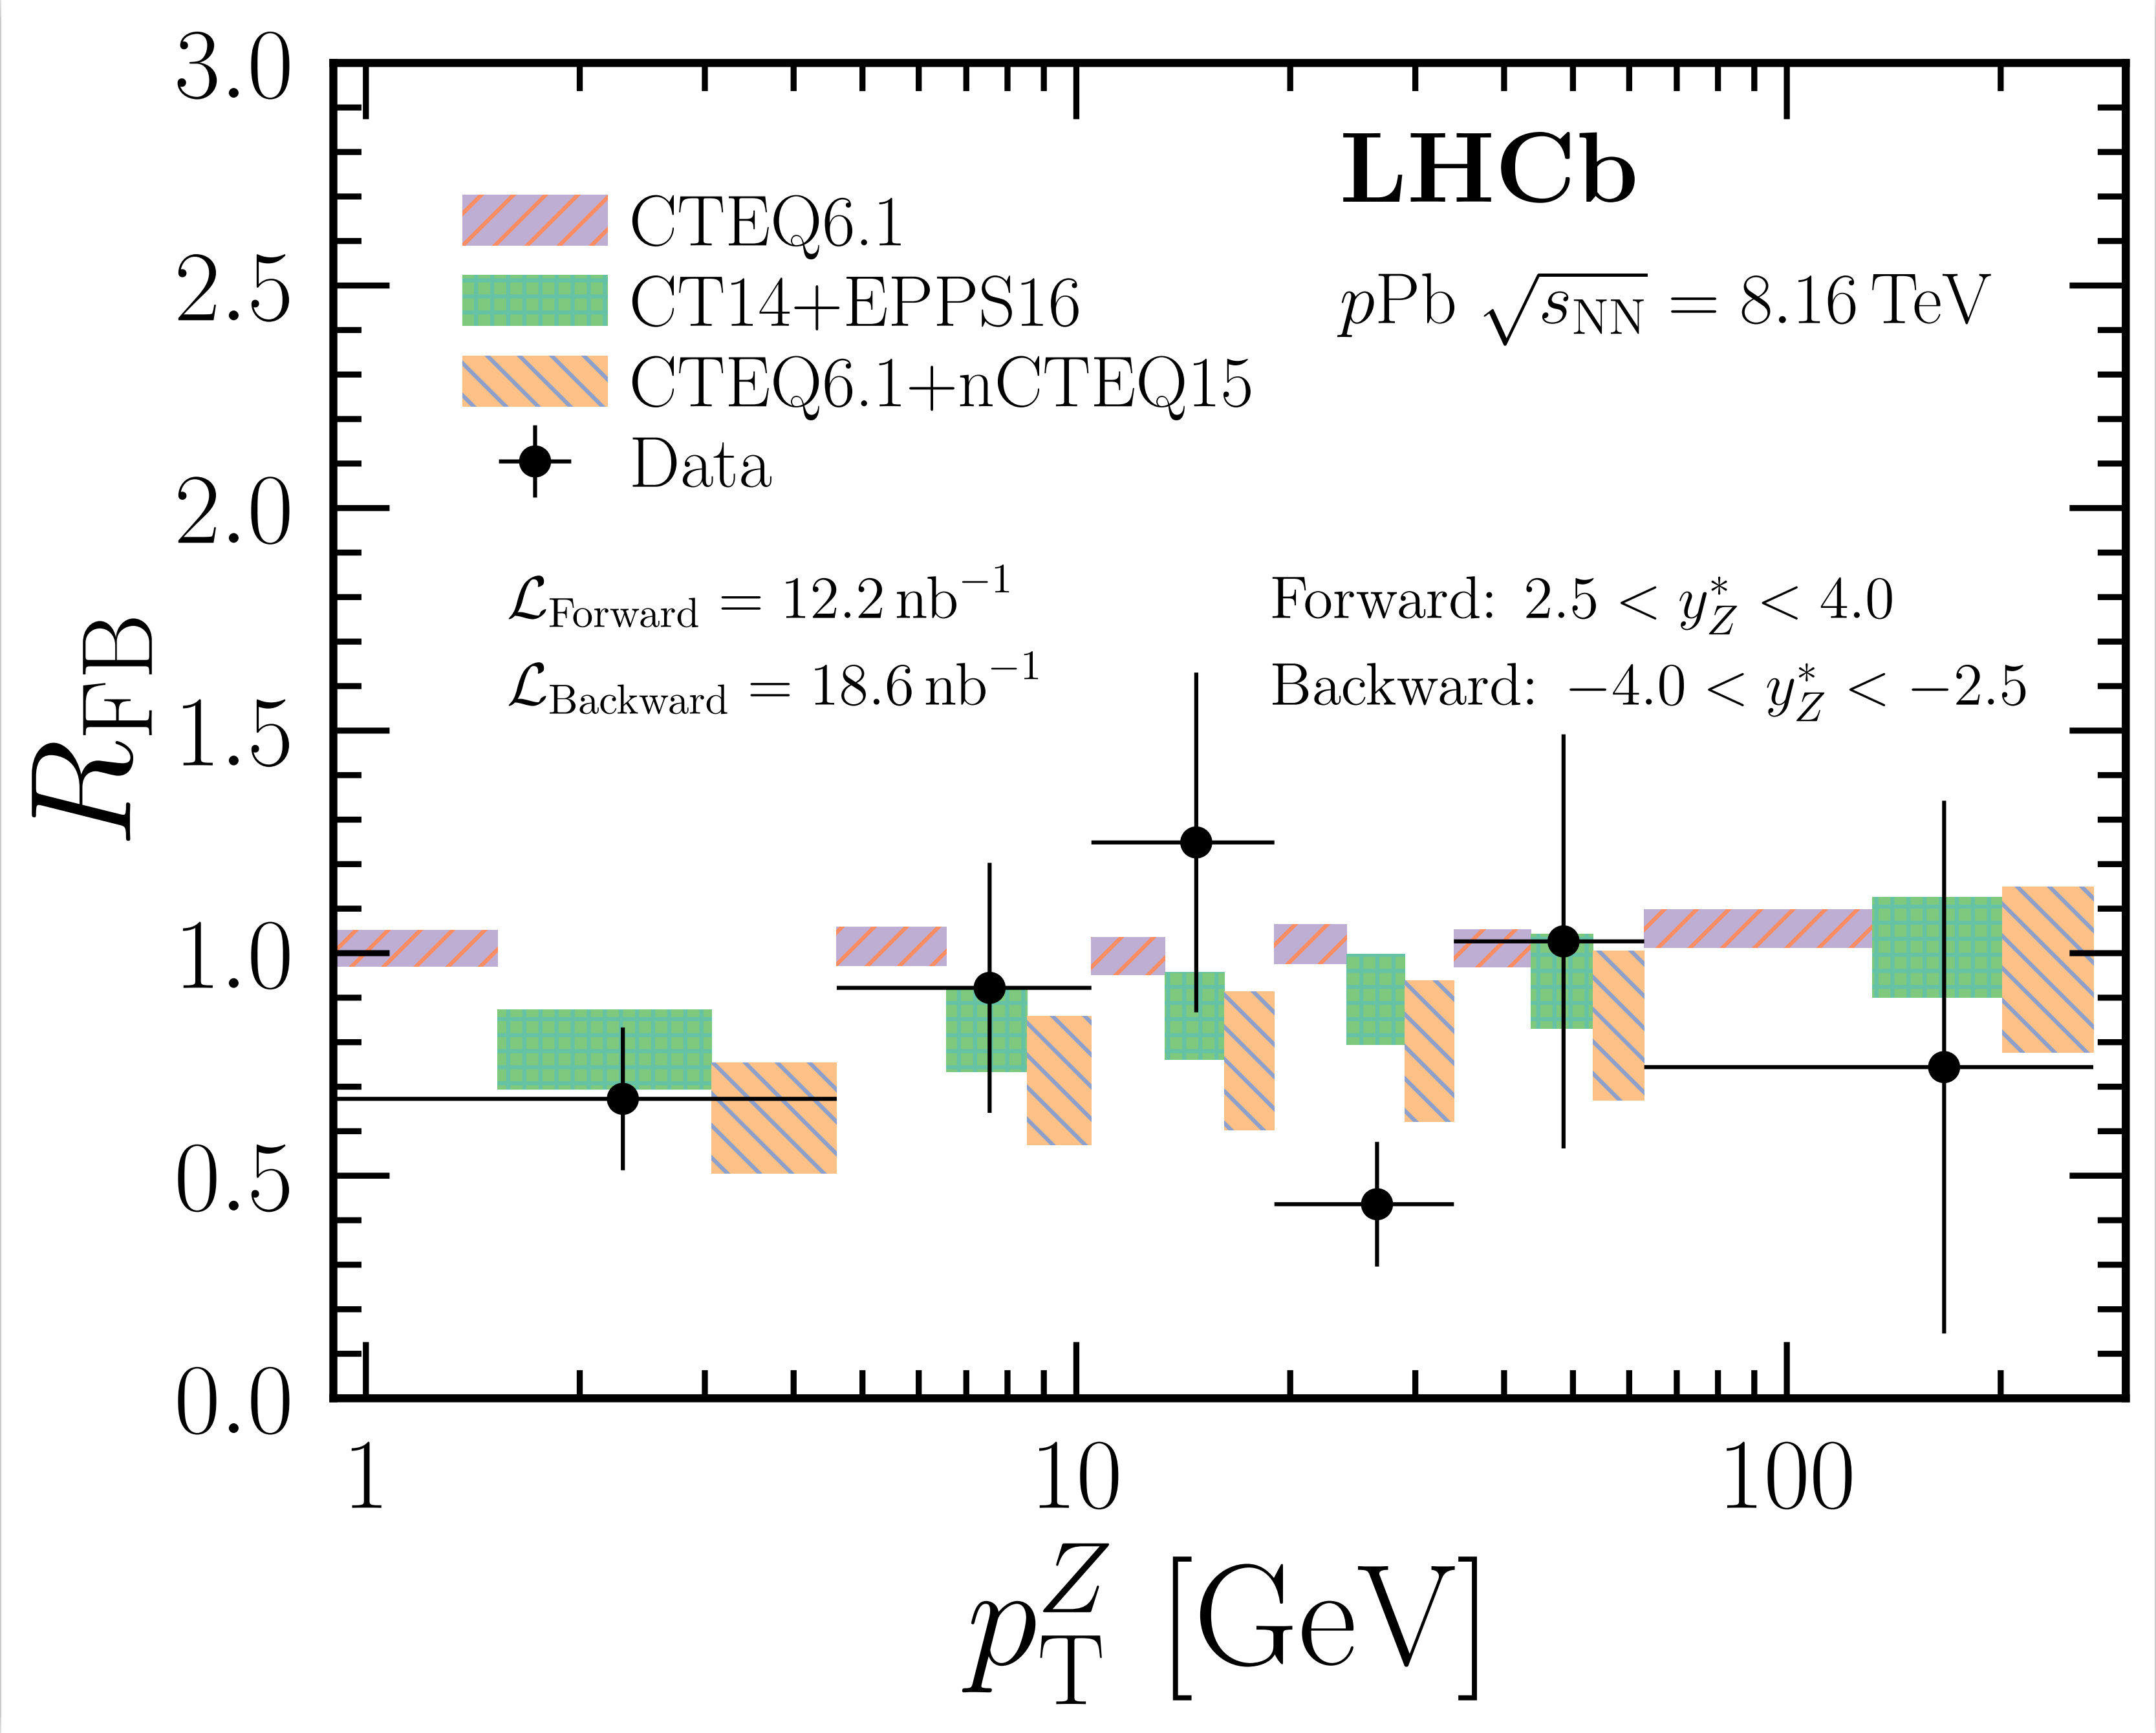 LHCb
CTEQ6.1
CT14+EPPS16
CTEQ6.1+nCTEQ15
Data
pPb √s_NN = 8.16 TeV
ℒ_Forward = 12.2 nb⁻¹
ℒ_Backward = 18.6 nb⁻¹
Forward: 2.5 < y*_Z < 4.0
Backward: −4.0 < y*_Z < −2.5
R_FB
3.0
2.5
2.0
1.5
1.0
0.5
0.0
1 10 100
p_T^Z [GeV]